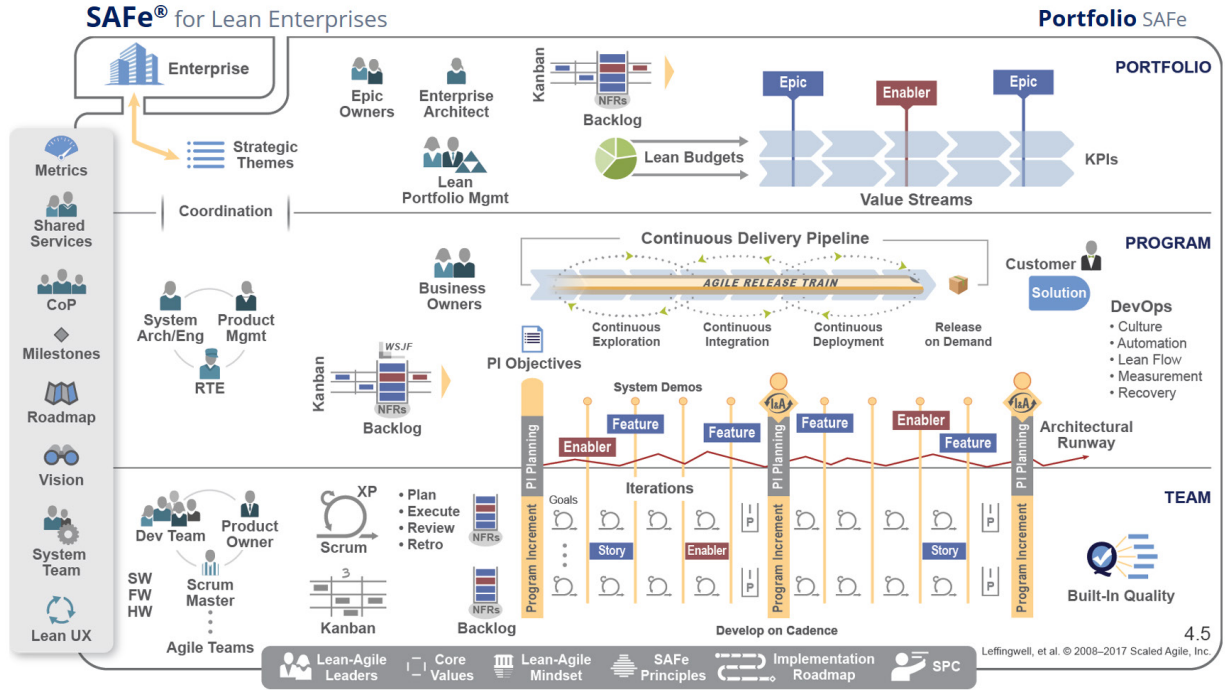 SAFe® for Lean Enterprises
Portfolio SAFe
Enterprise
Strategic
Themes
Epic
Owners
Enterprise
Architect
Lean
Portfolio Mgmt
Kanban
NFRs
Backlog
Lean Budgets
Epic
Enabler
Epic
KPIs
Value Streams
PORTFOLIO
Metrics
Shared
Services
CoP
Milestones
Roadmap
Vision
System
Team
Lean UX
Coordination
PROGRAM
Business
Owners
Continuous Delivery Pipeline
AGILE RELEASE TRAIN
Continuous
Exploration
Continuous
Integration
Continuous
Deployment
Release
on Demand
Customer
Solution
DevOps
• Culture
• Automation
• Lean Flow
• Measurement
• Recovery
System
Arch/Eng
Product
Mgmt
RTE
Kanban
WSJF
NFRs
Backlog
PI Objectives
System Demos
I&A
I&A
Enabler
Feature
Feature
Feature
Enabler
Feature
Architectural
Runway
PI Planning
PI Planning
PI Planning
TEAM
Dev Team
Product
Owner
Scrum
Master
SW
FW
HW
Agile Teams
XP
Scrum
• Plan
• Execute
• Review
• Retro
3
Kanban
NFRs
NFRs
Backlog
Program Increment
Program Increment
Program Increment
Iterations
Goals
Story
Enabler
Story
I P
I P
I P
I P
Develop on Cadence
Built-In Quality
4.5
Leffingwell, et al. © 2008–2017 Scaled Agile, Inc.
Lean-Agile
Leaders
Core
Values
Lean-Agile
Mindset
SAFe
Principles
Implementation
Roadmap
SPC